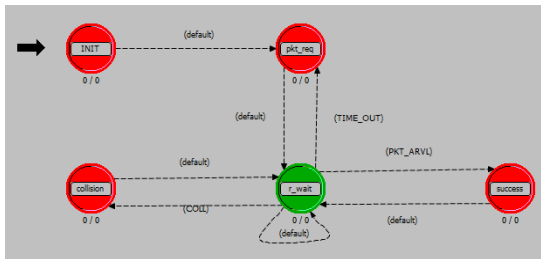 (default)
INIT
pkt_req
0 / 0
0 / 0
(default)
(TIME_OUT)
(PKT_ARVL)
(default)
collision
r_wait
success
(COLL)
0 / 0
0 / 0
0 / 0
(default)
(default)